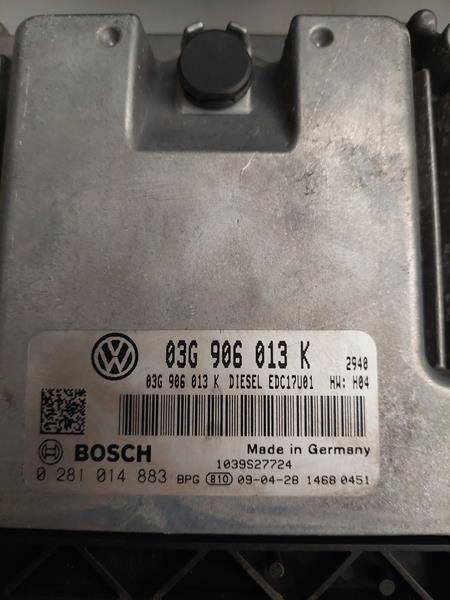 03G 906 013 K 2940
03G 906 013 K DIESEL EDC17U01 HW: H04
BOSCH Made in Germany
1039S27724
0 281 014 883 BPG 810 09-04-28 1468 0451